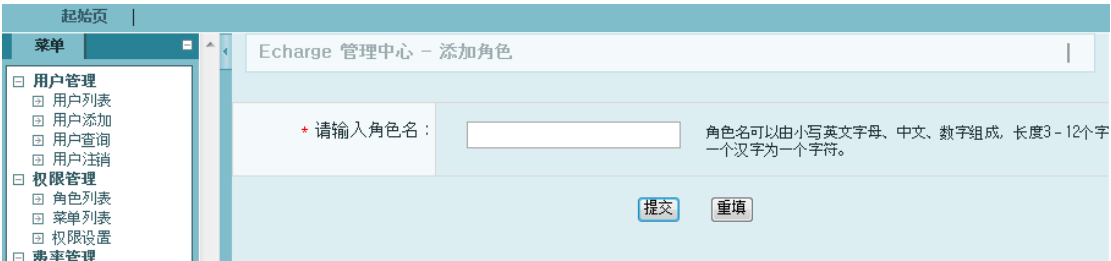 起始页
菜单
Echarge 管理中心 - 添加角色
用户管理
用户列表
用户添加
用户查询
用户注销
权限管理
角色列表
菜单列表
权限设置
费率管理
* 请输入角色名：
角色名可以由小写英文字母、中文、数字组成, 长度3-12个字
一个汉字为一个字符。
提交 重填